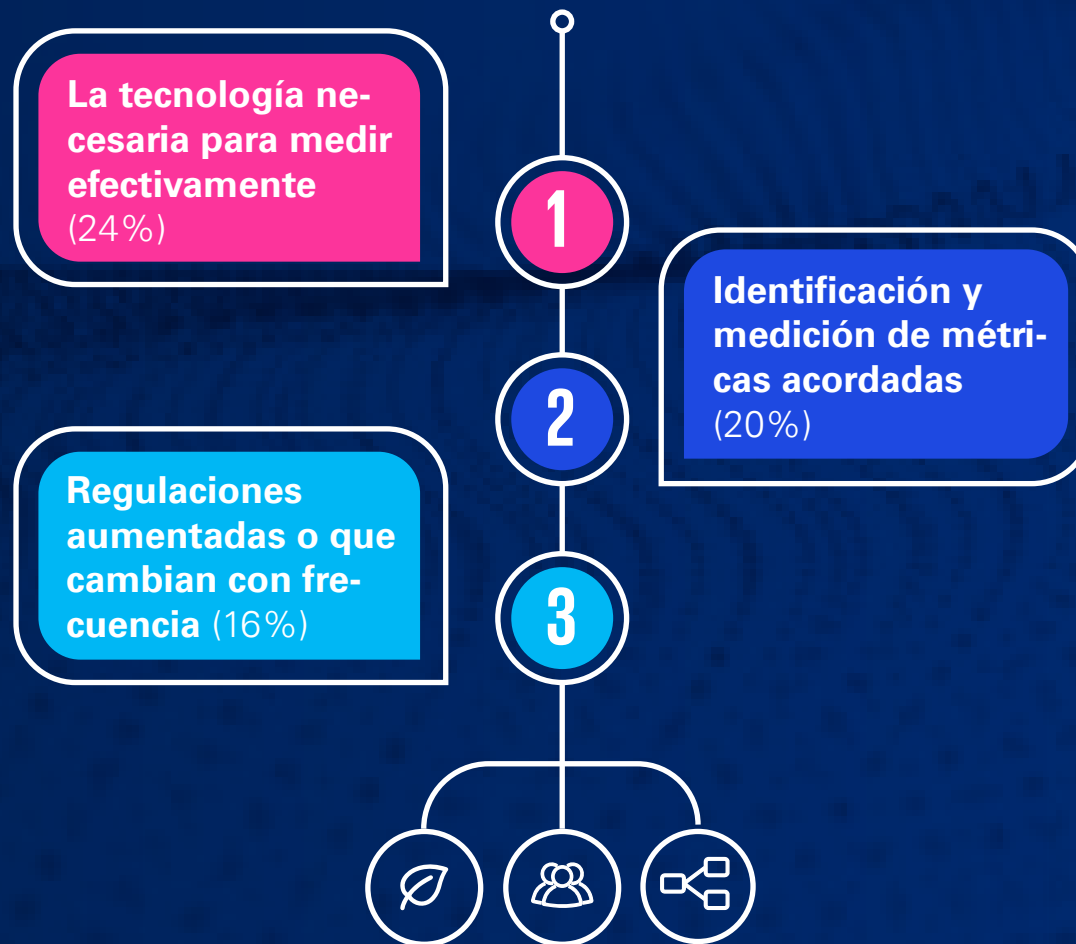 La tecnología ne-
cesaria para medir
efectivamente
(24%)
1
Identificación y
medición de métri-
cas acordadas
(20%)
2
Regulaciones
aumentadas o que
cambian con fre-
cuencia (16%)
3